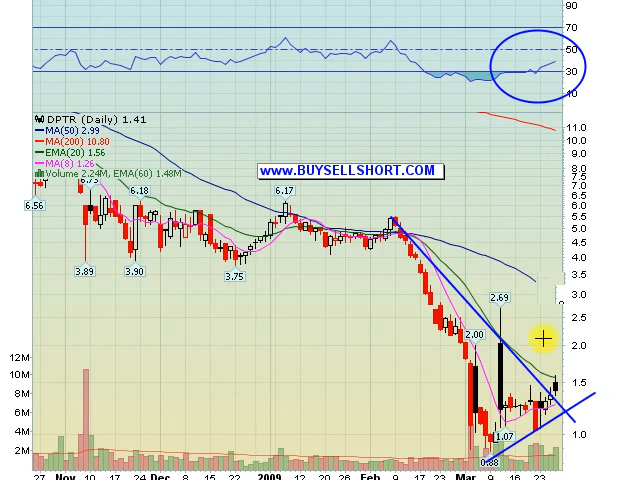 90
70
50
30
10
DPTR (Daily) 1.41
MA(50) 2.99
MA(200) 10.80
EMA(20) 1.56
MA(8) 1.26
Volume 2.24M, EMA(60) 1.48M
www.BUYSELLSHORT.COM
11.0
10.0
9.0
8.0
7.5
7.0
6.5
6.0
5.5
5.0
4.5
4.0
3.5
3.0
2.5
2.0
1.5
1.0
6.56
6.73
3.89
6.18
3.90
3.75
6.17
2.00
2.69
1.07
0.88
12M
10M
8M
6M
4M
2M
27 Nov 10 17 24 Dec 8 15 22 2009 12 20 26 Feb 9 17 23 Mar 9 16 23